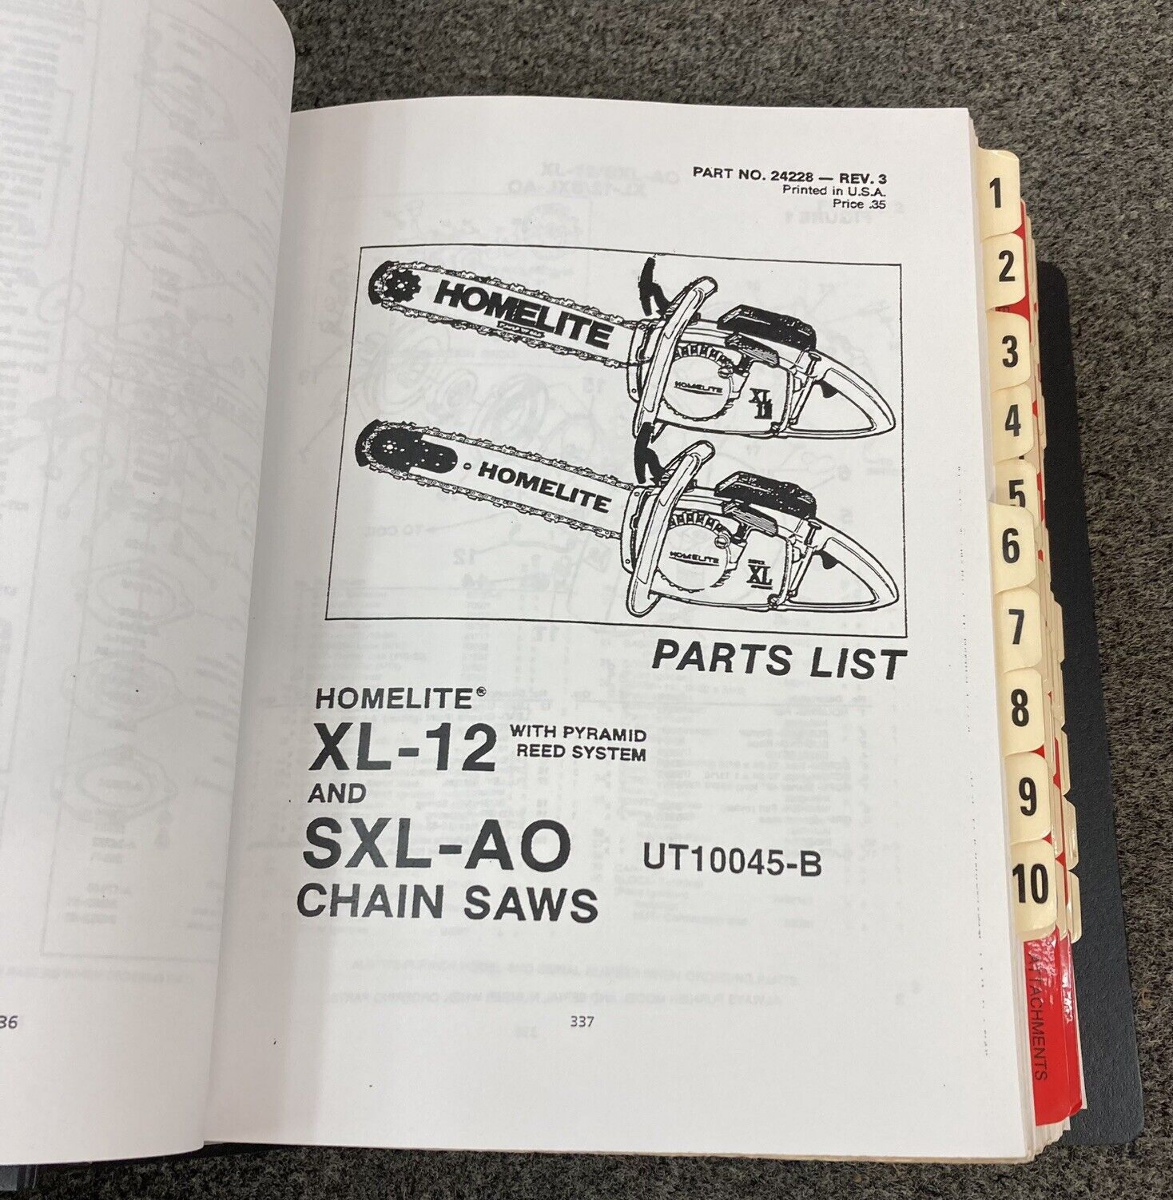 PART NO. 24228 — REV. 3
Printed in U.S.A.
Price .35
HOMELITE
HOMELITE
XL
12
HOMELITE
HOMELITE
XL
PARTS LIST
HOMELITE®
XL-12 WITH PYRAMID
REED SYSTEM
AND
SXL-AO
UT10045-B
CHAIN SAWS
337
36
1
2
3
4
5
6
7
8
9
10
ATTACHMENTS